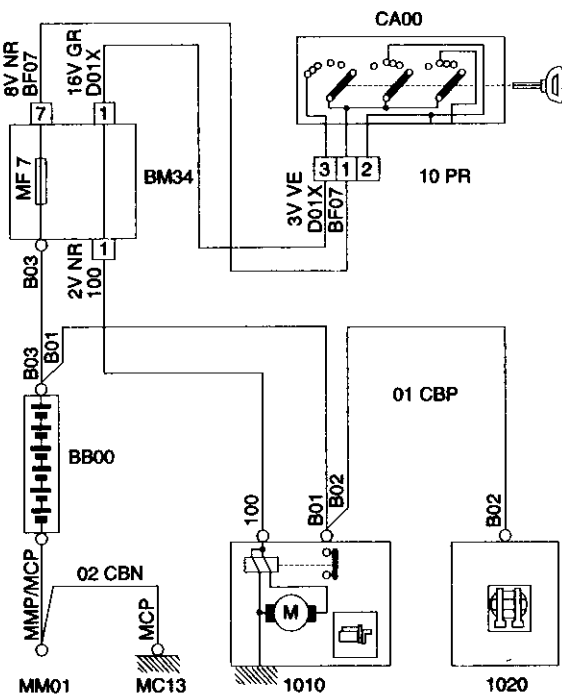 CA00
8V NR
BF07
16V GR
D01X
7
1
MF 7
BM34
3 1 2
10 PR
3V VE
D01X
BF07
1
B03
2V NR
100
B03
B01
01 CBP
BB00
100
B01
B02
B02
MMP/MCP
02 CBN
MCP
M
MM01
MC13
1010
1020